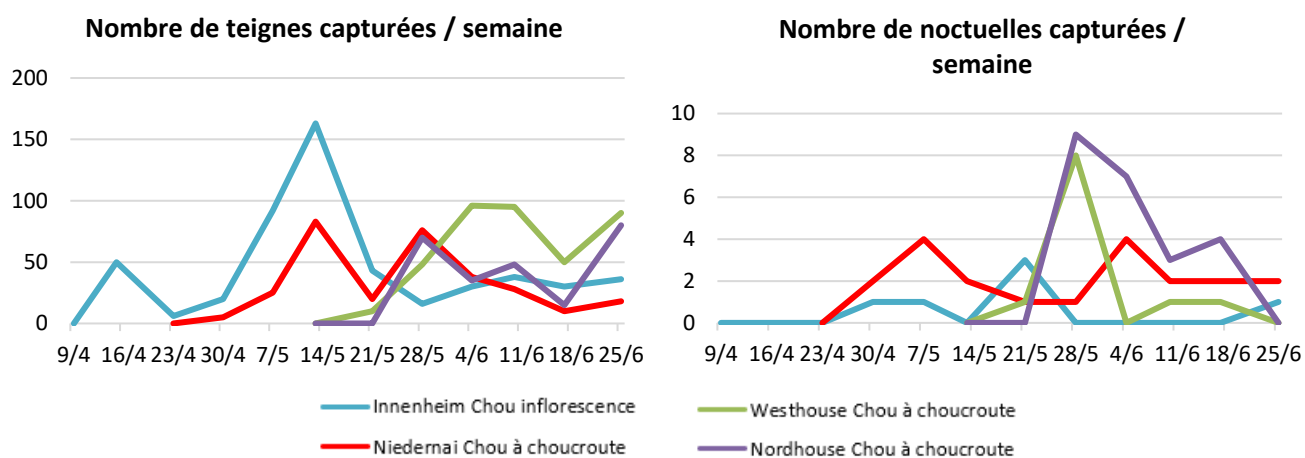 Nombre de teignes capturées / semaine
200
150
100
50
0
9/4 16/4 23/4 30/4 7/5 14/5 21/5 28/5 4/6 11/6 18/6 25/6
Nombre de noctuelles capturées /
semaine
10
8
6
4
2
0
9/4 16/4 23/4 30/4 7/5 14/5 21/5 28/5 4/6 11/6 18/6 25/6
Innenheim Chou inflorescence
Westhouse Chou à choucroute
Niedernai Chou à choucroute
Nordhouse Chou à choucroute